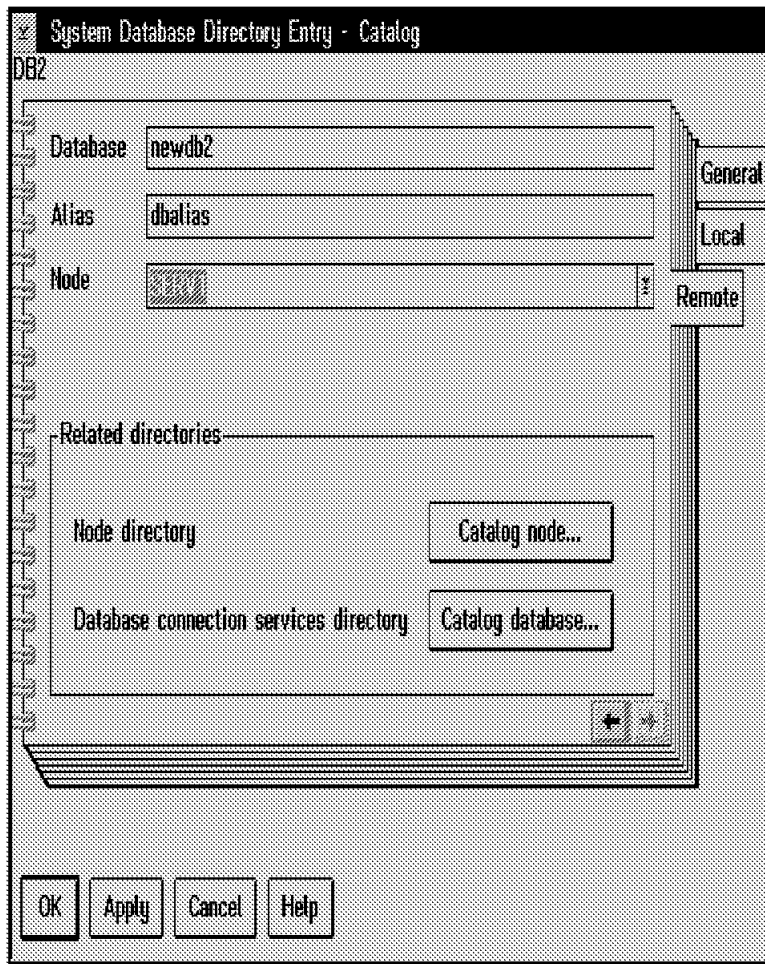 System Database Directory Entry - Catalog
DB2
Database newdb2
General
Alias dbalias
Local
Node
Remote
Related directories
Node directory Catalog node...
Database connection services directory Catalog database...
OK Apply Cancel Help